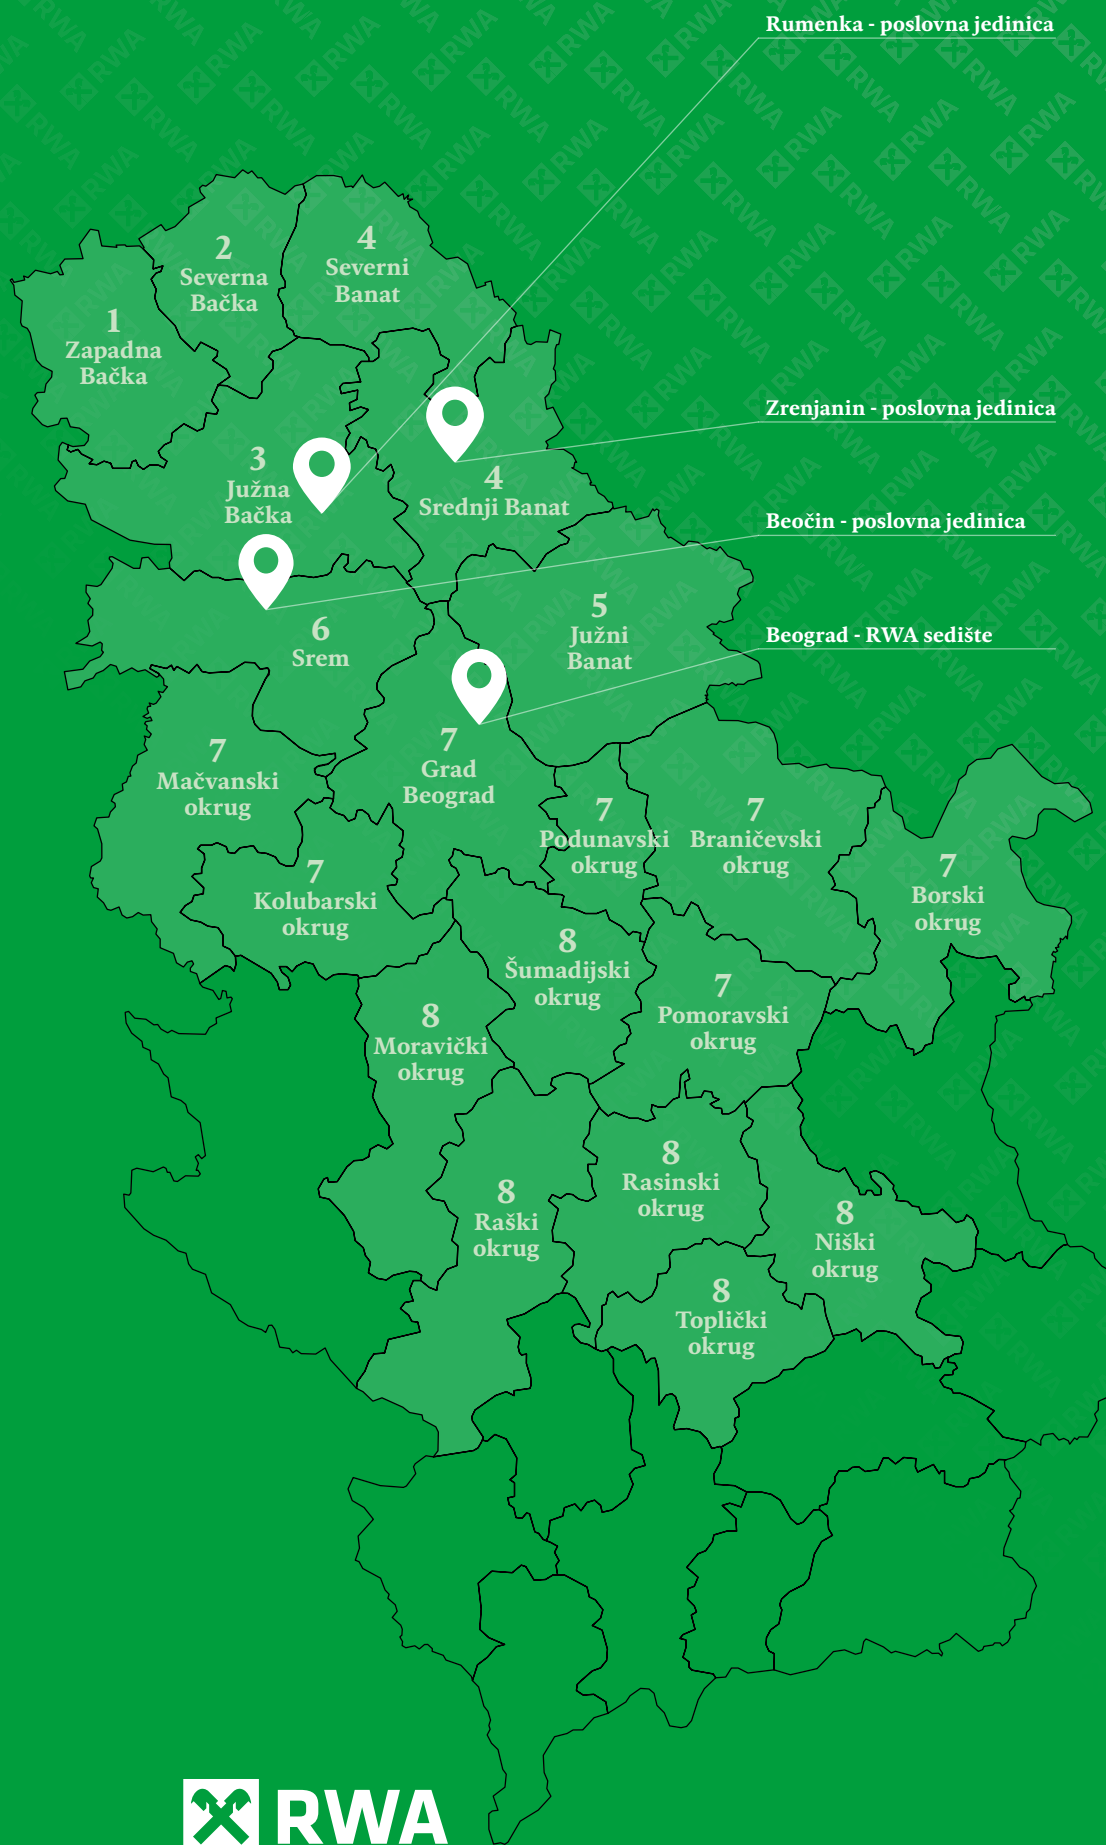 Rumenka - poslovna jedinica
2
Severna
Bačka
4
Severni
Banat
1
Zapadna
Bačka
Zrenjanin - poslovna jedinica
3
Južna
Bačka
4
Srednji Banat
Beočin - poslovna jedinica
5
Južni
Banat
6
Srem
Beograd - RWA sedište
7
Mačvanski
okrug
7
Grad
Beograd
7
Podunavski
okrug
7
Braničevski
okrug
7
Borski
okrug
7
Kolubarski
okrug
8
Šumadijski
okrug
7
Pomoravski
okrug
8
Moravički
okrug
8
Rasinski
okrug
8
Raški
okrug
8
Niški
okrug
8
Toplički
okrug
RWA